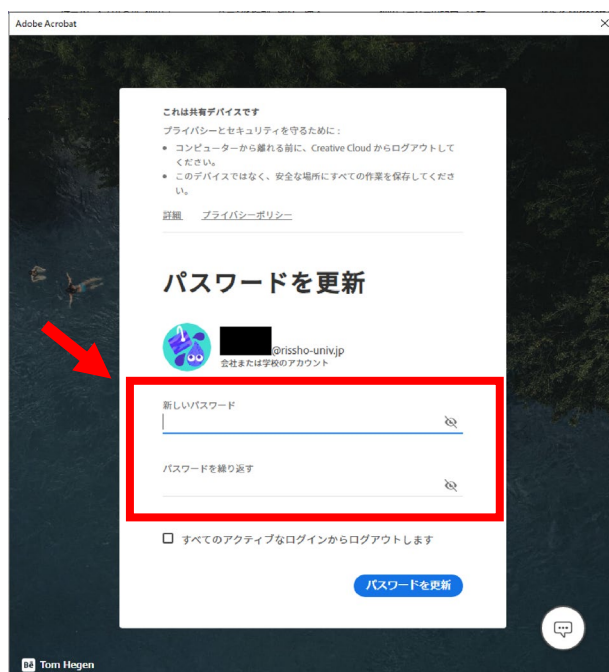 Adobe Acrobat
これは共有デバイスです
プライバシーとセキュリティを守るために：
• コンピューターから離れる前に、Creative Cloud からログアウトして
ください。
• このデバイスではなく、安全な場所にすべての作業を保存してくださ
い。
詳細 プライバシーポリシー
パスワードを更新
@rissho-univ.jp
会社または学校のアカウント
新しいパスワード
パスワードを繰り返す
すべてのアクティブなログインからログアウトします
パスワードを更新
Bē Tom Hegen